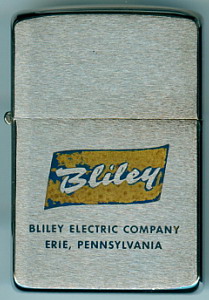 Bliley
BLILEY ELECTRIC COMPANY
ERIE, PENNSYLVANIA